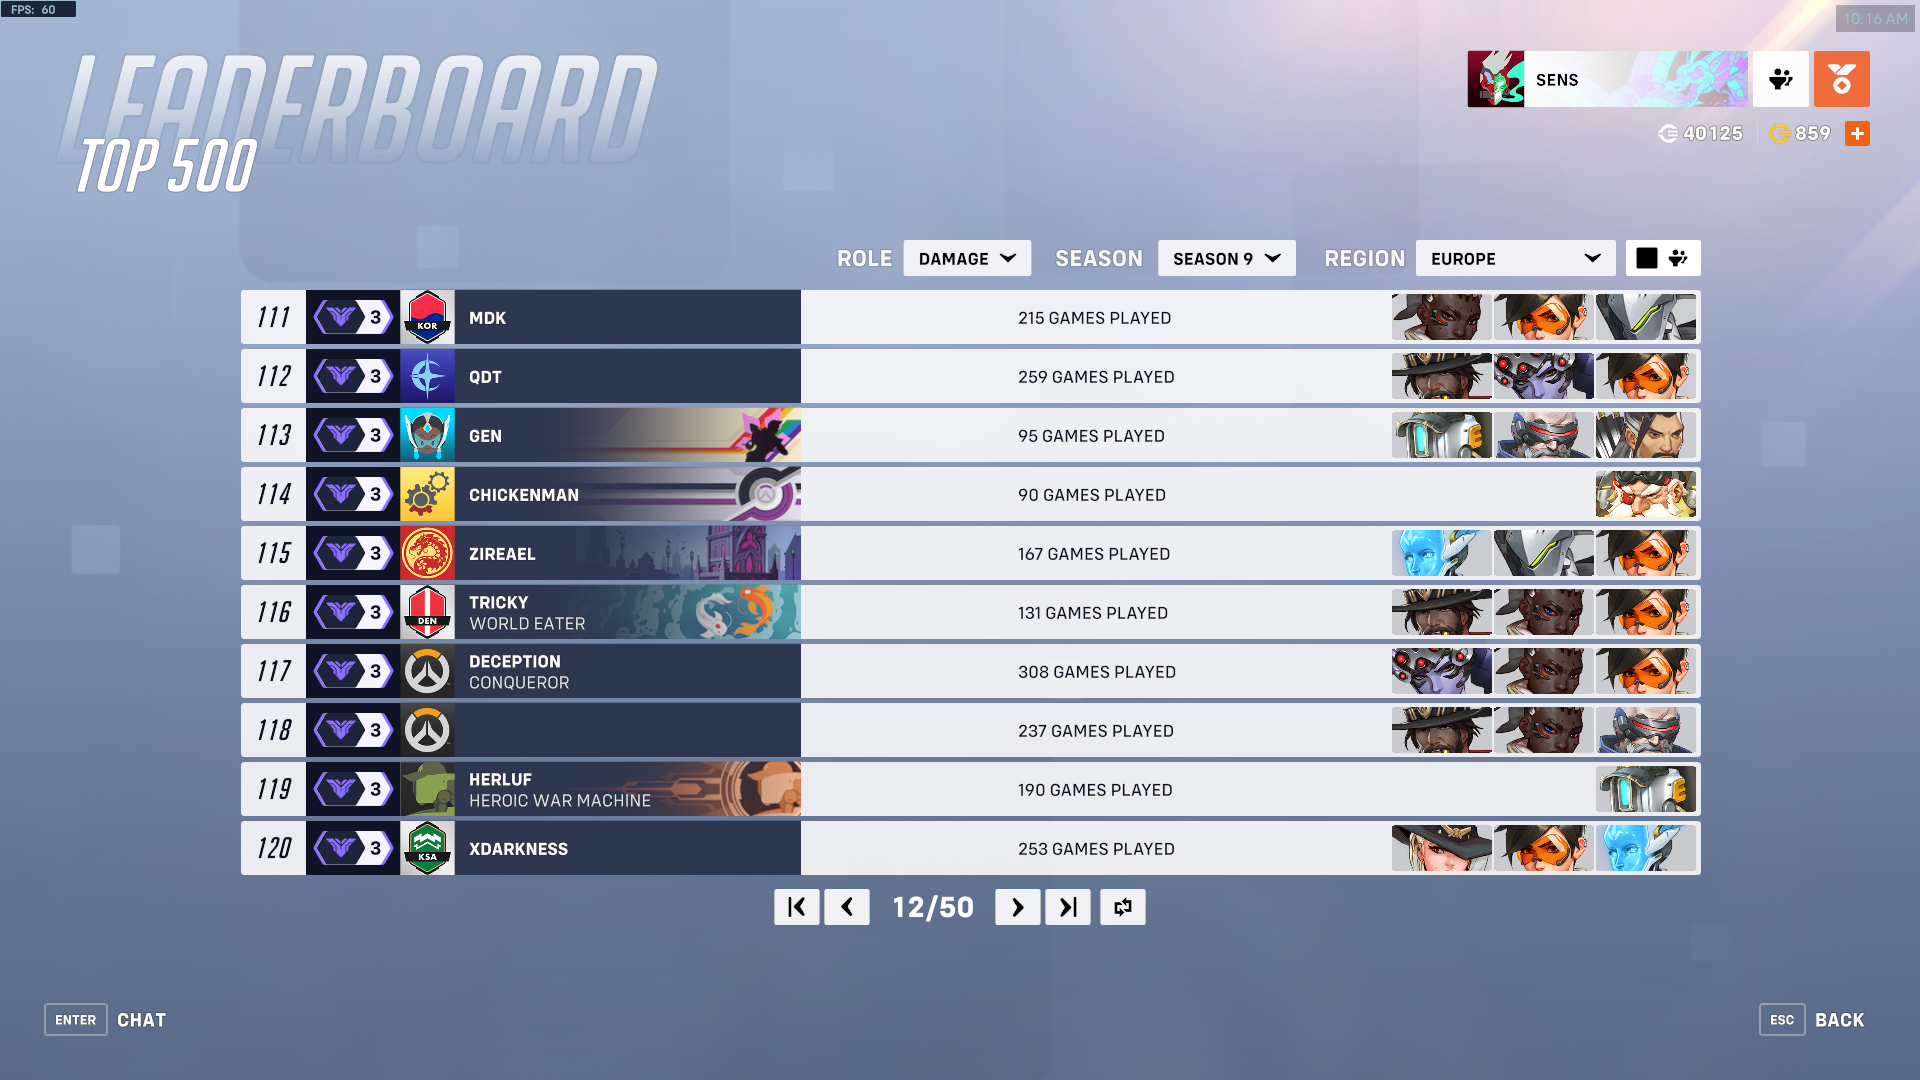 FPS: 60
10:16 AM
LEADERBOARD
TOP 500
SENS
40125 859
ROLE DAMAGE SEASON SEASON 9 REGION EUROPE
111 3 KOR MDK 215 GAMES PLAYED
112 3 QDT 259 GAMES PLAYED
113 3 GEN 95 GAMES PLAYED
114 3 CHICKENMAN 90 GAMES PLAYED
115 3 ZIREAEL 167 GAMES PLAYED
116 3 DEN TRICKY 131 GAMES PLAYED
WORLD EATER
117 3 DECEPTION 308 GAMES PLAYED
CONQUEROR
118 3 237 GAMES PLAYED
119 3 HERLUF 190 GAMES PLAYED
HEROIC WAR MACHINE
120 3 KSA XDARKNESS 253 GAMES PLAYED
12/50
ENTER CHAT
ESC BACK